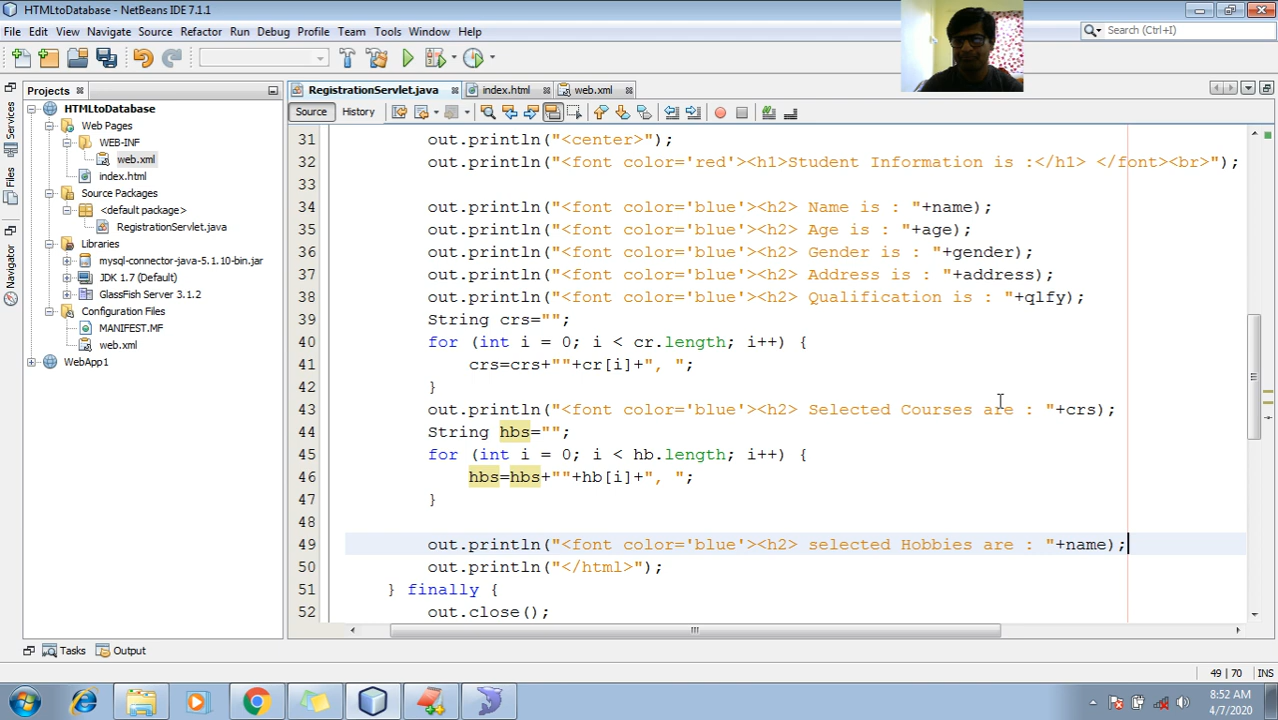 HTMLtoDatabase - NetBeans IDE 7.1.1
File Edit View Navigate Source Refactor Run Debug Profile Team Tools Window Help
Search (Ctrl+I)
Projects
RegistrationServlet.java
index.html
web.xml
Source
History
Services
Files
Navigator
HTMLtoDatabase
Web Pages
WEB-INF
web.xml
index.html
Source Packages
<default package>
RegistrationServlet.java
Libraries
mysql-connector-java-5.1.10-bin.jar
JDK 1.7 (Default)
GlassFish Server 3.1.2
Configuration Files
MANIFEST.MF
web.xml
WebApp1
31 out.println("<center>");
32 out.println("<font color='red'><h1>Student Information is :</h1> </font><br>");
33
34 out.println("<font color='blue'><h2> Name is : "+name);
35 out.println("<font color='blue'><h2> Age is : "+age);
36 out.println("<font color='blue'><h2> Gender is : "+gender);
37 out.println("<font color='blue'><h2> Address is : "+address);
38 out.println("<font color='blue'><h2> Qualification is : "+qlfy);
39 String crs="";
40 for (int i = 0; i < cr.length; i++) {
41 crs=crs+""+cr[i]+", ";
42 }
43 out.println("<font color='blue'><h2> Selected Courses are : "+crs);
44 String hbs="";
45 for (int i = 0; i < hb.length; i++) {
46 hbs=hbs+""+hb[i]+", ";
47 }
48
49 out.println("<font color='blue'><h2> selected Hobbies are : "+name);
50 out.println("</html>");
51 } finally {
52 out.close();
Tasks
Output
49 | 70 INS
8:52 AM
4/7/2020